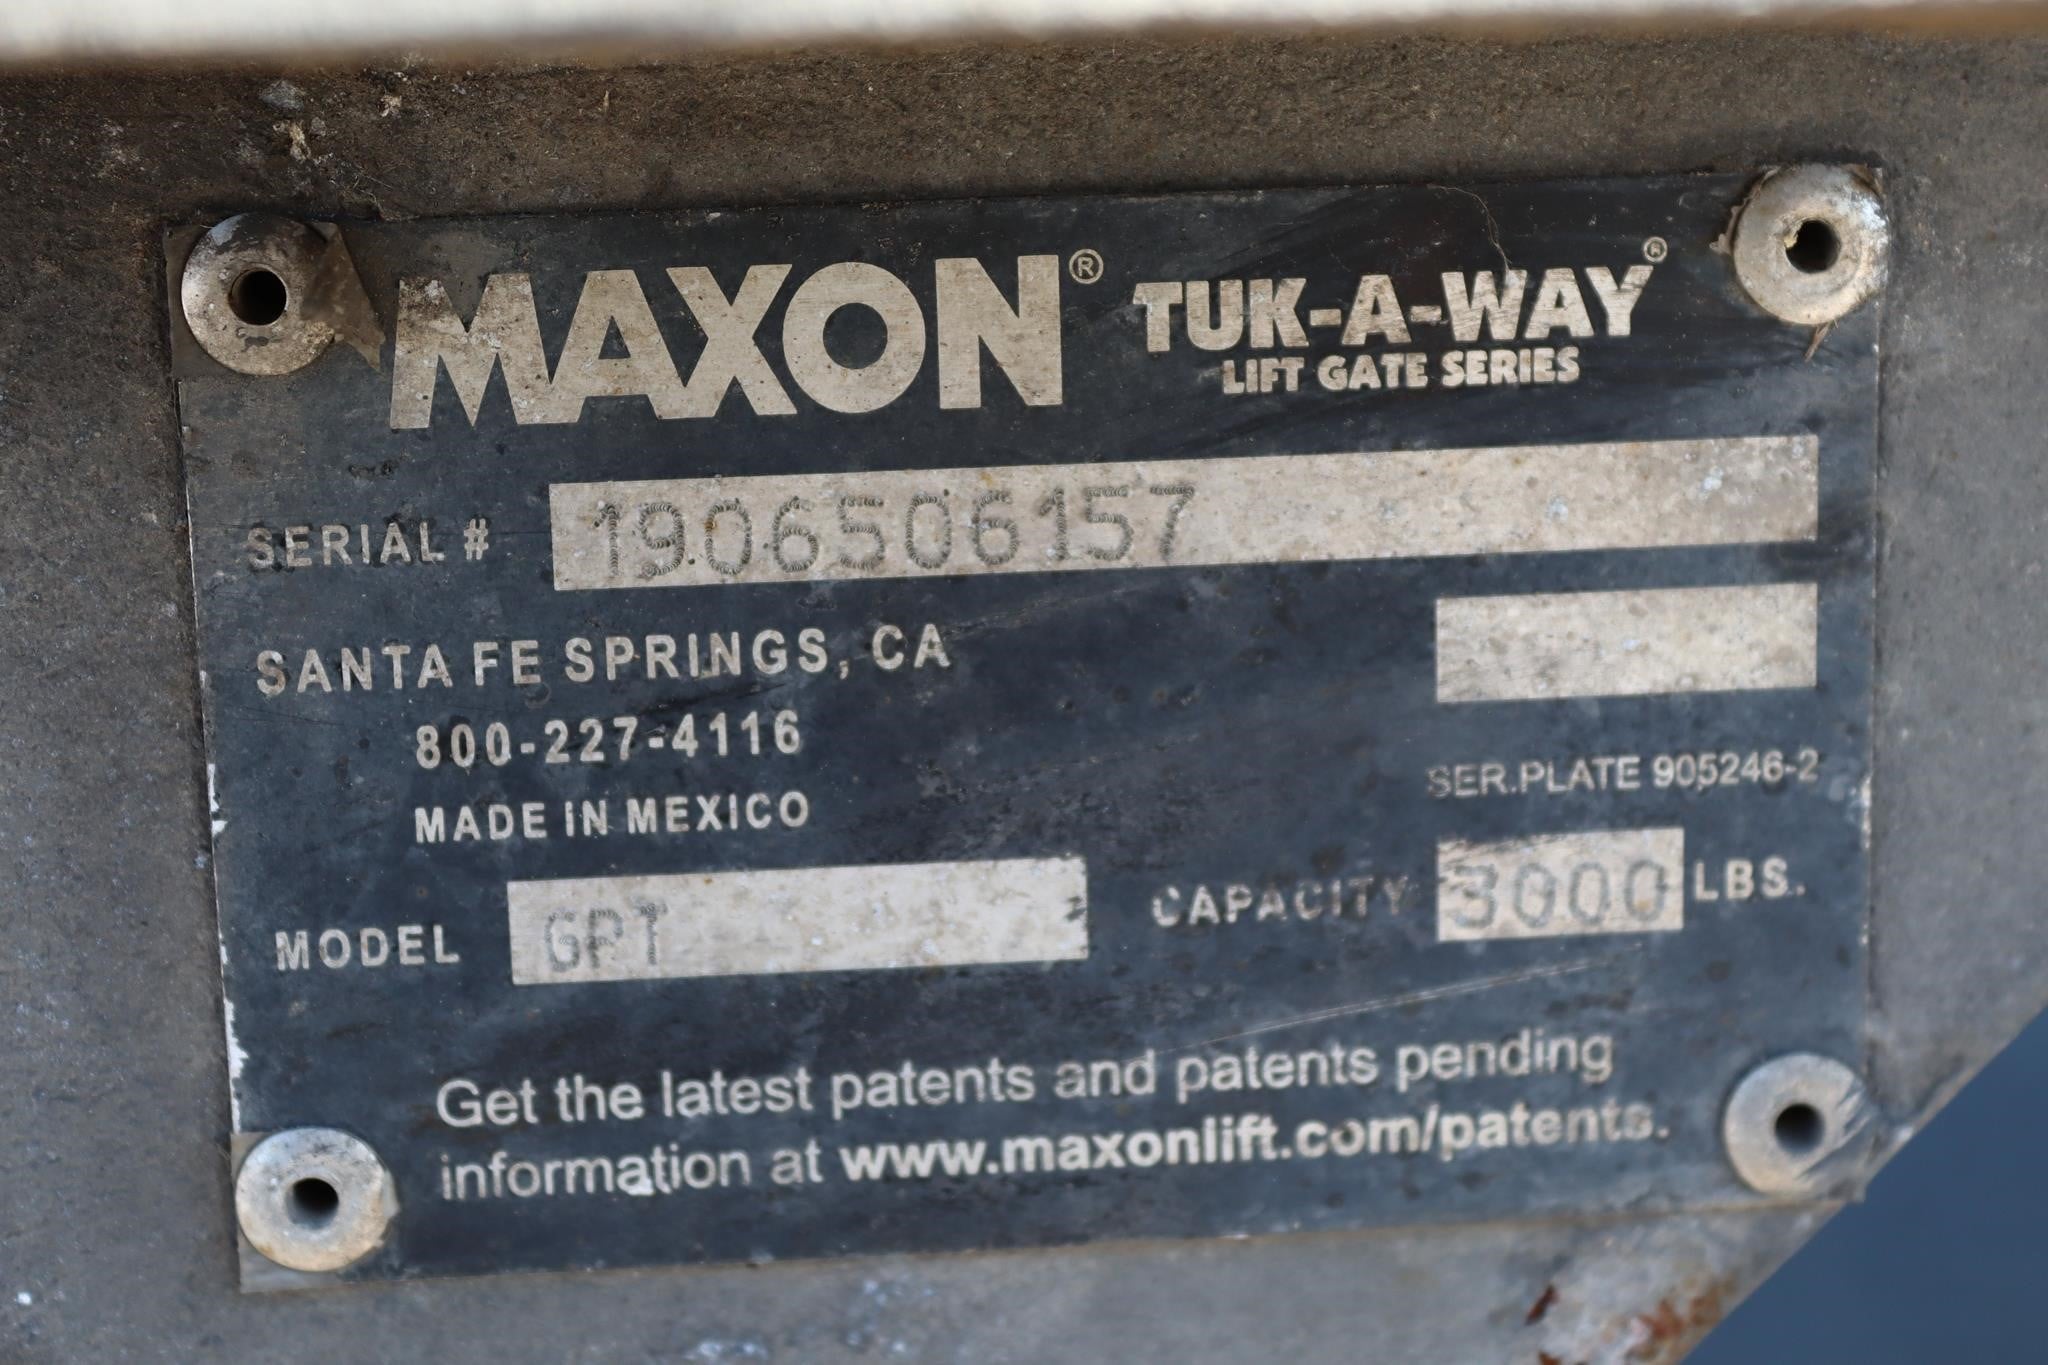 MAXON® TUK-A-WAY®
LIFT GATE SERIES
SERIAL # 1906506157
SANTA FE SPRINGS, CA
800-227-4116
MADE IN MEXICO
SER.PLATE 905246-2
MODEL GPT CAPACITY 3000 LBS.
Get the latest patents and patents pending
information at www.maxonlift.com/patents.